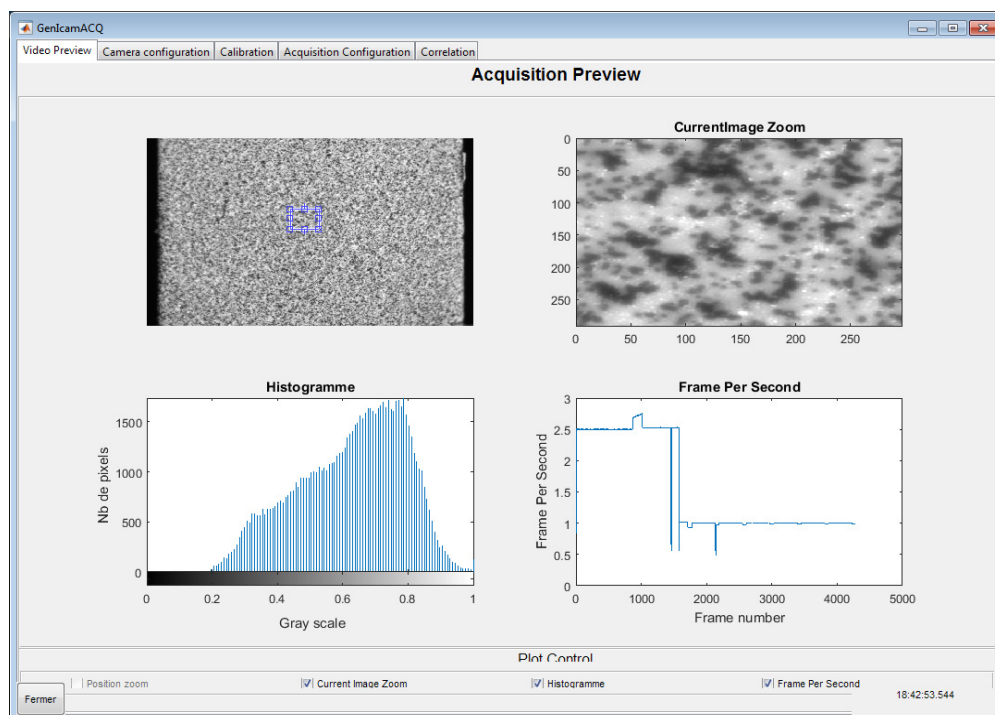 GenIcamACQ
Video Preview Camera configuration Calibration Acquisition Configuration Correlation
Acquisition Preview
CurrentImage Zoom
0
50
100
150
200
250
0 50 100 150 200 250
Histogramme
Nb de pixels
1500
1000
500
0
0 0.2 0.4 0.6 0.8 1
Gray scale
Frame Per Second
Frame Per Second
3
2.5
2
1.5
1
0.5
0
0 1000 2000 3000 4000 5000
Frame number
Plot Control
Position zoom Current Image Zoom Histogramme Frame Per Second
Fermer
18:42:53.544